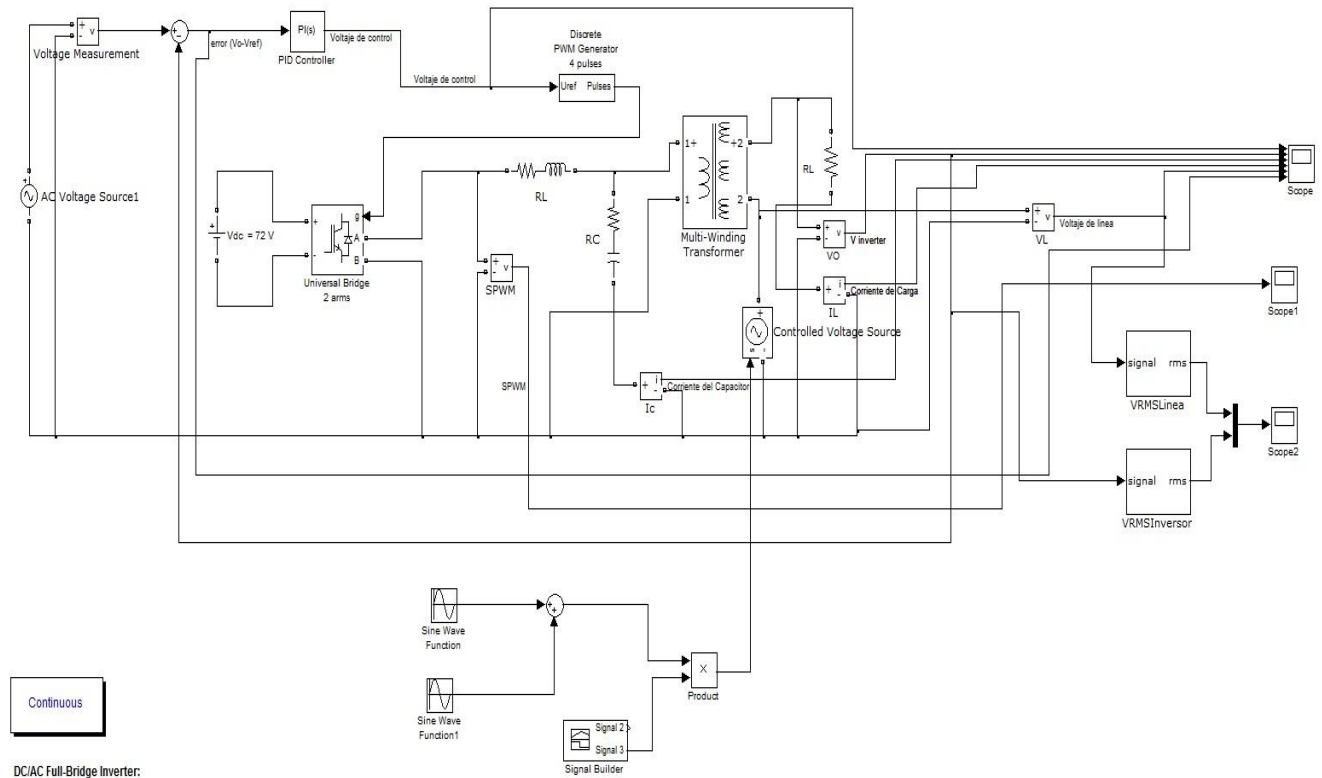 Voltage Measurement
error (Vo-Vref)
PI(s)
PID Controller
Voltaje de control
Voltaje de control
Discrete
PWM Generator
4 pulses
Uref Pulses
AC Voltage Source1
Vdc = 72 V
g
A
B
Universal Bridge
2 arms
RL
RC
SPWM
SPWM
1+
+2
1
2
Multi-Winding
Transformer
RL
V inverter
VO
Corriente de Carga
IL
Controlled Voltage Source
Corriente del Capacitor
Ic
Voltaje de linea
VL
Scope
Scope1
signal rms
VRMSLinea
Scope2
signal rms
VRMSInversor
Sine Wave
Function
Sine Wave
Function1
X
Product
Signal 2
Signal 3
Signal Builder
Continuous
DC/AC Full-Bridge Inverter: